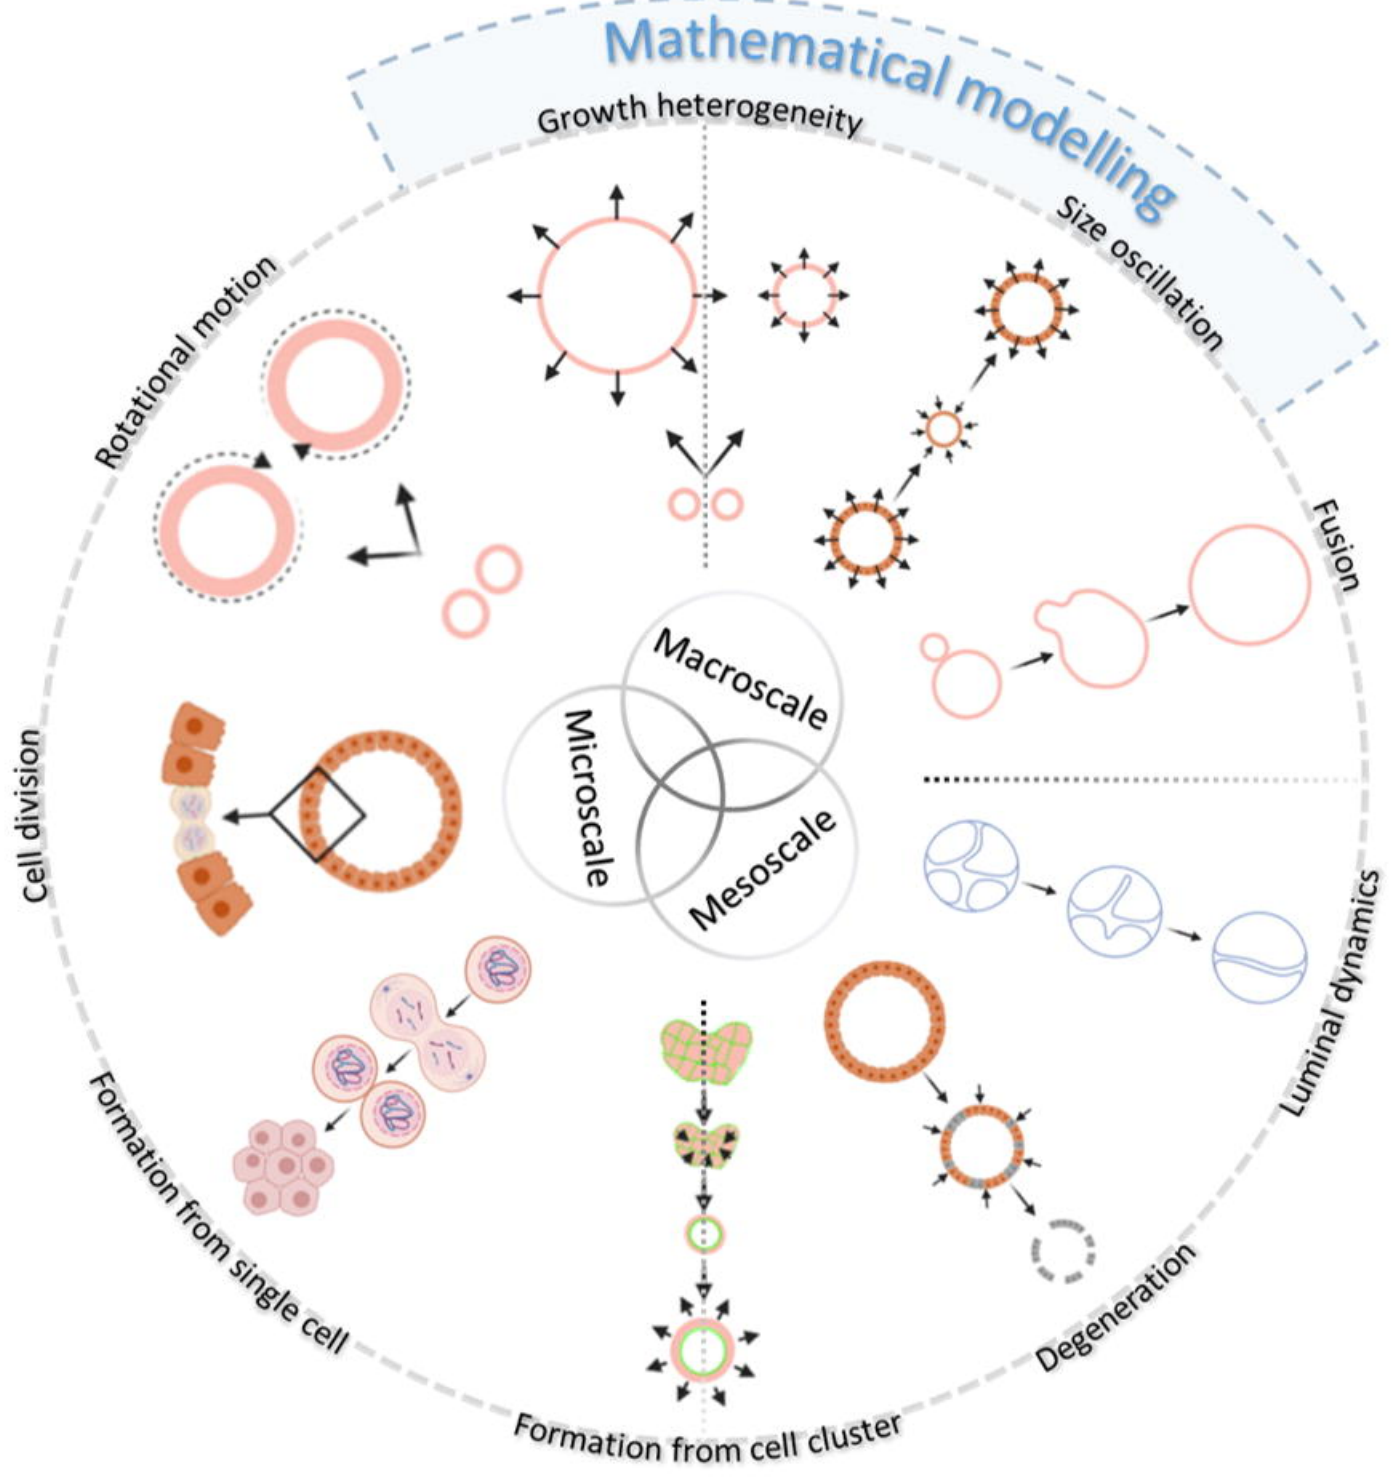 Mathematical modelling
Growth heterogeneity
Size oscillation
Rotational motion
Fusion
Macroscale
Microscale
Mesoscale
Cell division
Luminal dynamics
Formation from single cell
Degeneration
Formation from cell cluster